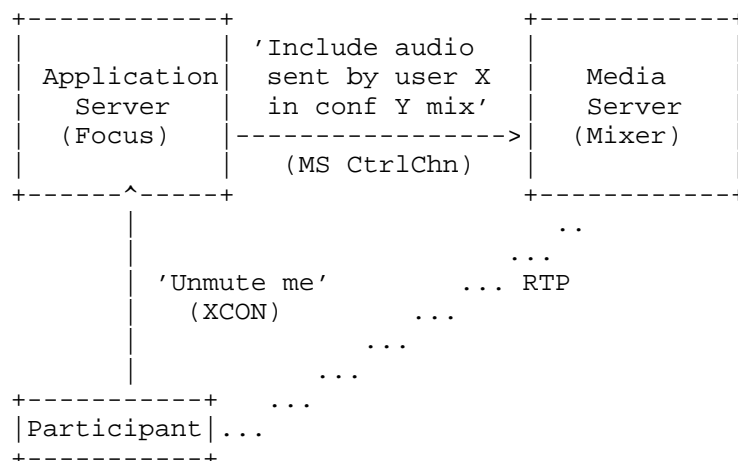 'Include audio
Application sent by user X Media
Server in conf Y mix' Server
(Focus) (Mixer)
(MS CtrlChn)
'Unmute me' ... RTP
(XCON)
Participant